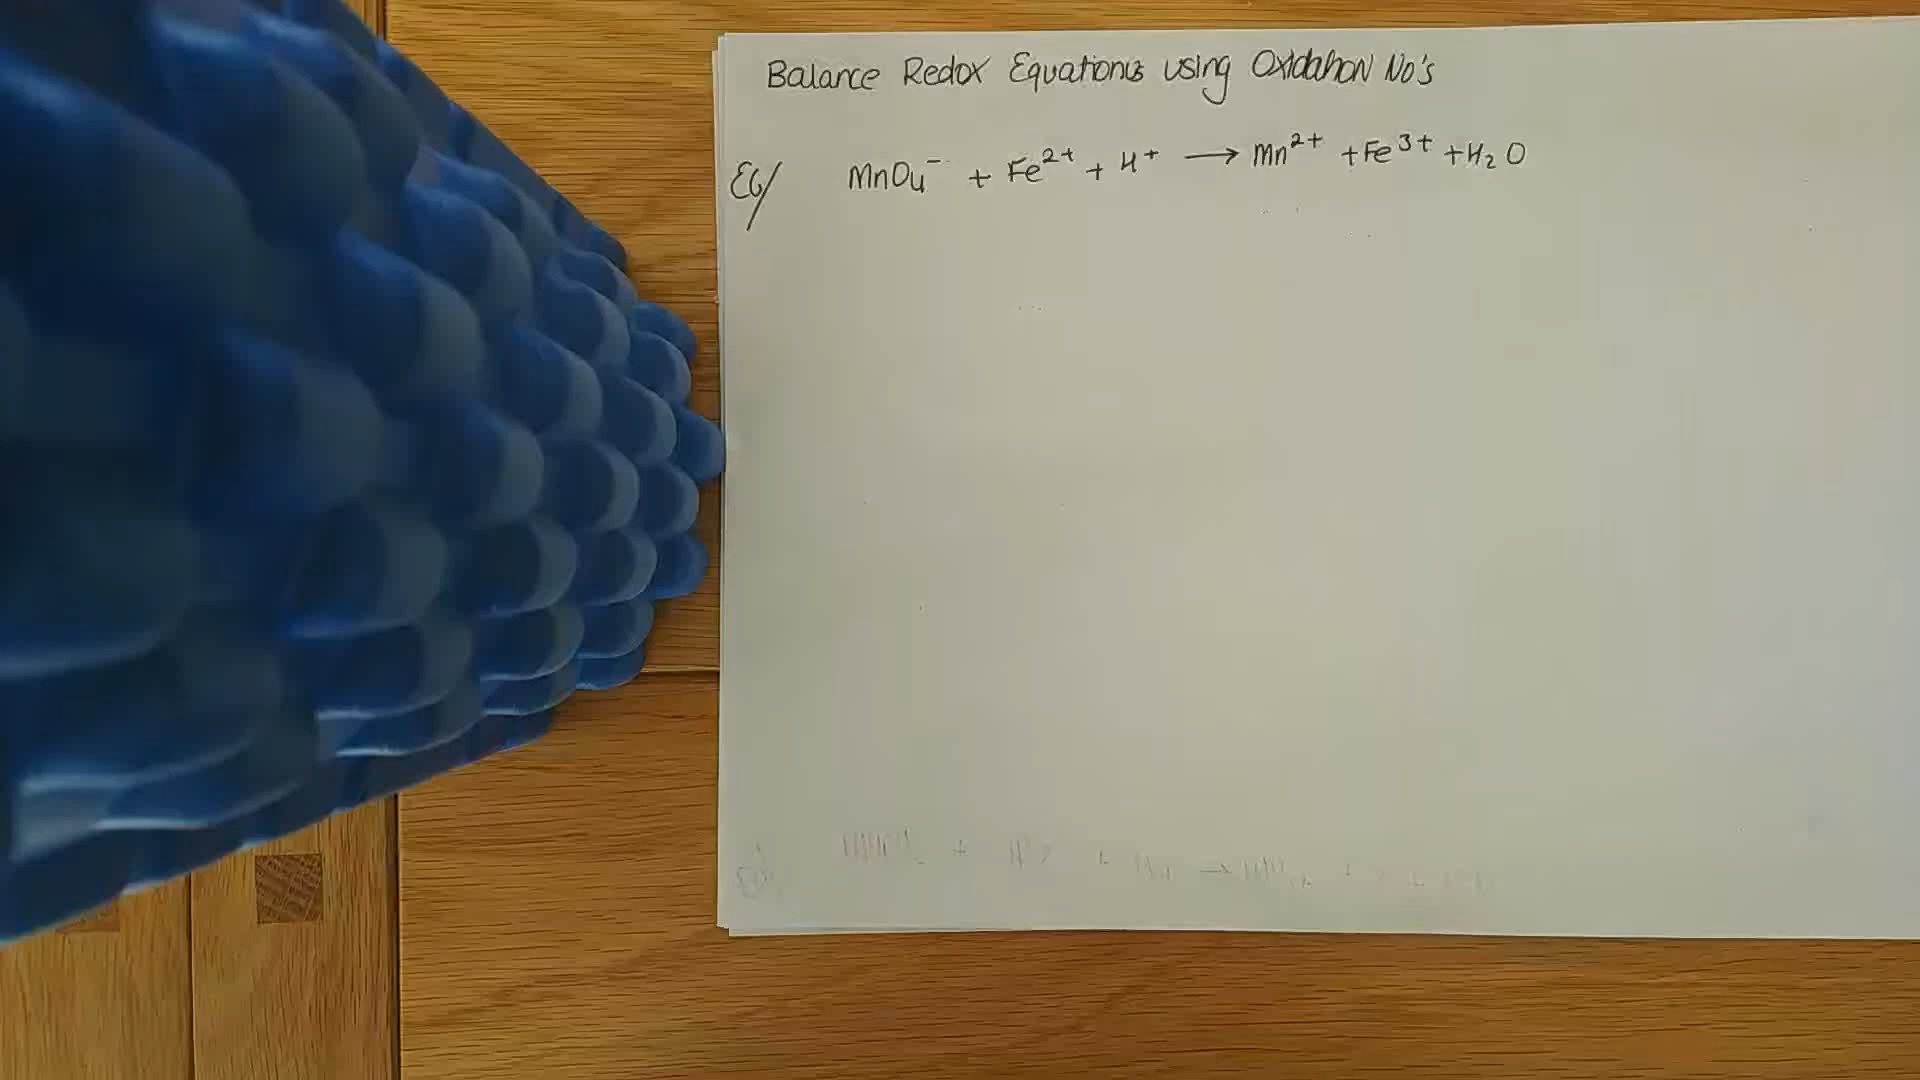 Balance Redox Equations using Oxidation No's
EG/ MnO₄⁻ + Fe²⁺ + H⁺ → Mn²⁺ + Fe³⁺ + H₂O